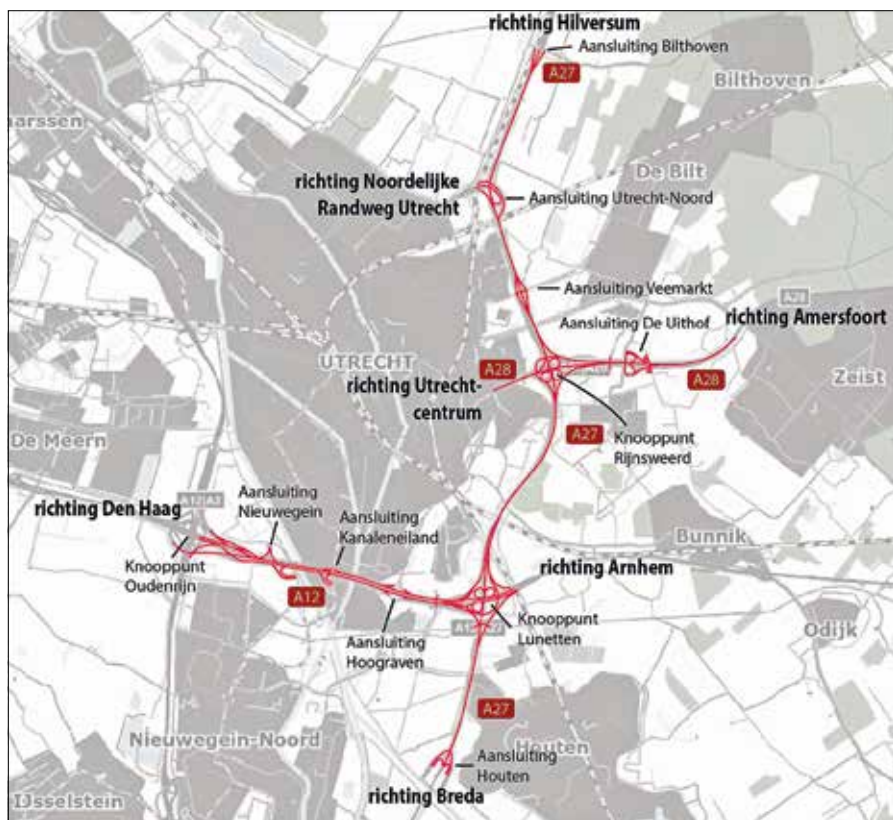 richting Hilversum
Aansluiting Bilthoven
A27
Bilthoven
aarssen
De Bilt
richting Noordelijke
Randweg Utrecht
Aansluiting Utrecht-Noord
Aansluiting Veemarkt
A28
Aansluiting De Uithof
richting Amersfoort
UTRECHT
A28
richting Utrecht-
centrum
A28
Zeist
A27
Knooppunt
Rijnsweerd
De Meern
Aansluiting
Nieuwegein
richting Den Haag
A12
A2
Aansluiting
Kanaleneiland
Bunnik
Knooppunt
Oudenrijn
richting Arnhem
A12
Knooppunt
Lunetten
Odijk
Aansluiting
Hoograven
A27
Nieuwegein-Noord
Houten
Aansluiting
Houten
richting Breda
IJsselstein